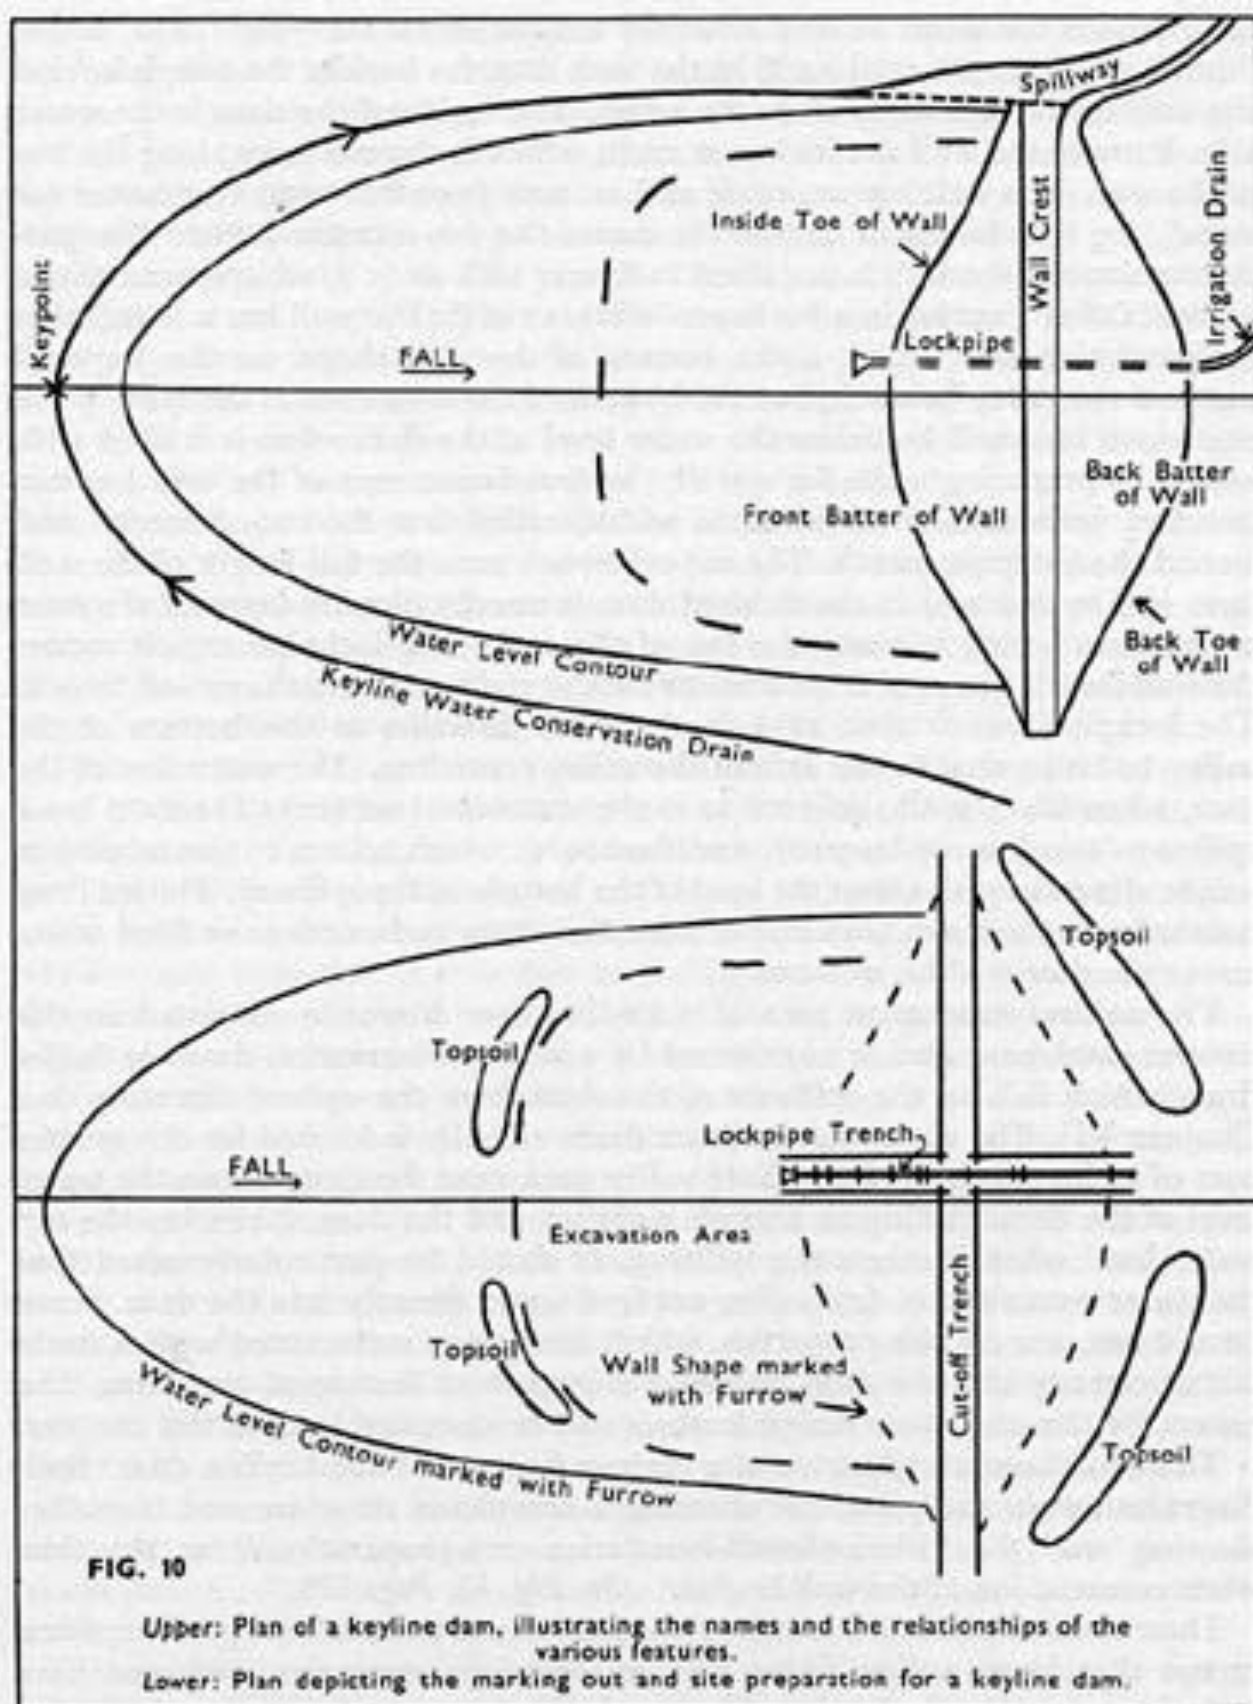 Spillway
Irrigation Drain
Inside Toe of Wall
Wall Crest
Keypoint
Lockpipe
FALL
Back Batter
of Wall
Front Batter of Wall
Back Toe
of Wall
Water Level Contour
Keyline Water Conservation Drain
Topsoil
Topsoil
Lockpipe Trench
FALL
Excavation Area
Topsoil
Wall Shape marked
with Furrow
Cut-off Trench
Topsoil
Water Level Contour marked with Furrow
FIG. 10
Upper: Plan of a keyline dam, illustrating the names and the relationships of the
various features.
Lower: Plan depicting the marking out and site preparation for a keyline dam.